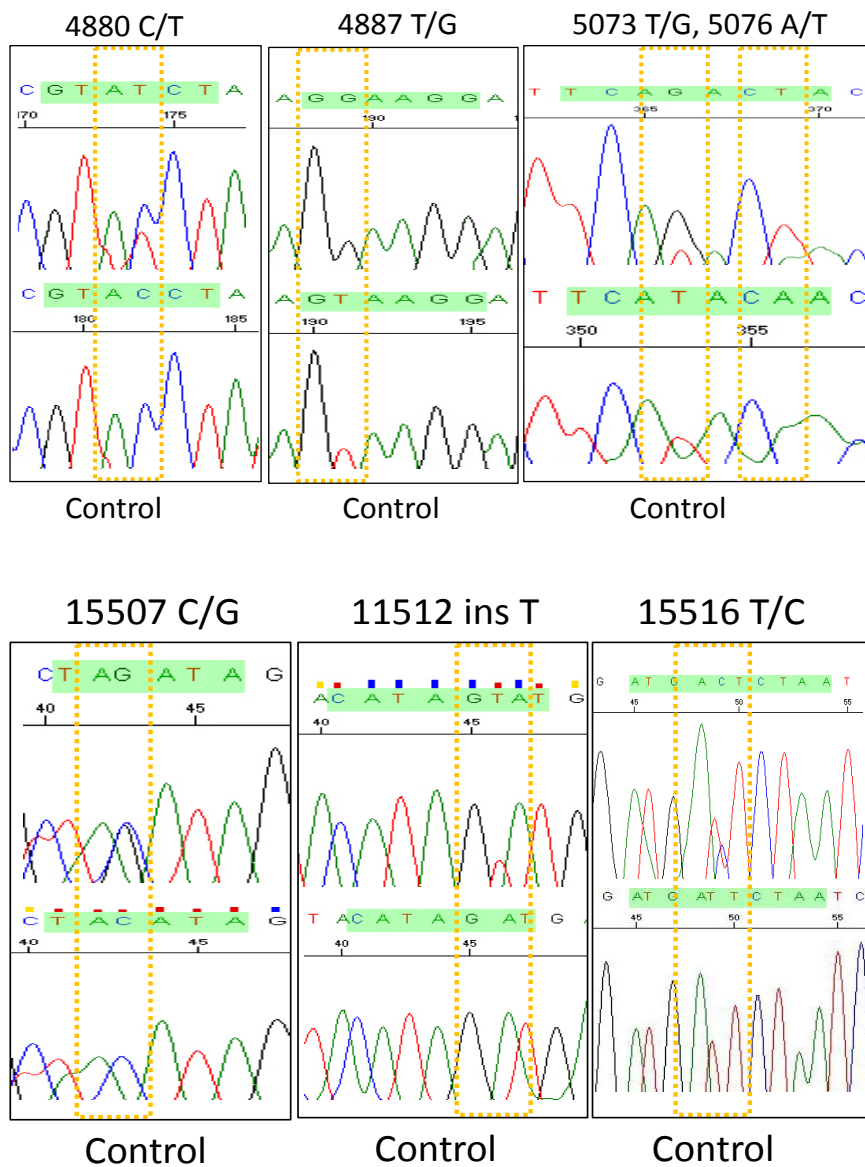 4880 C/T
C G T A T C T A
170 175
C G T A C C T A
180 185
Control
4887 T/G
A G G A A G G A
190
A G T A A G G A
190 195
Control
5073 T/G, 5076 A/T
T T C A G A C T A C
365 370
T T C A T A C A A C
350 355
Control
15507 C/G
C T A G A T A G
40 45
C T A C A T A G
40 45
Control
11512 ins T
A C A T A G T A T G
40 45
T A C A T A G A T G A
40 45
Control
15516 T/C
G A T G A C T C T A A T
45 50 55
G A T G A T T C T A A T C
45 50 55
Control